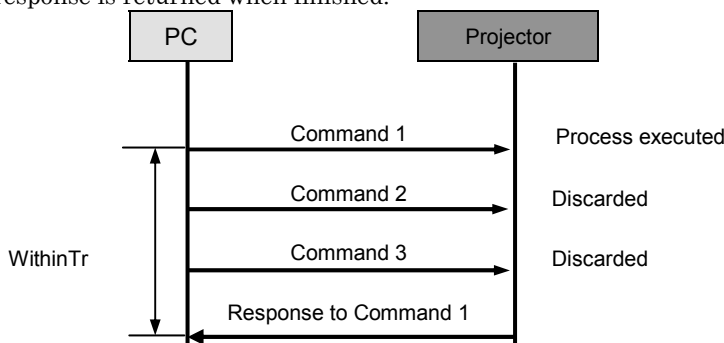 response is returned when finished.
PC
Projector
Command 1
Process executed
Command 2
Discarded
WithinTr
Command 3
Discarded
Response to Command 1